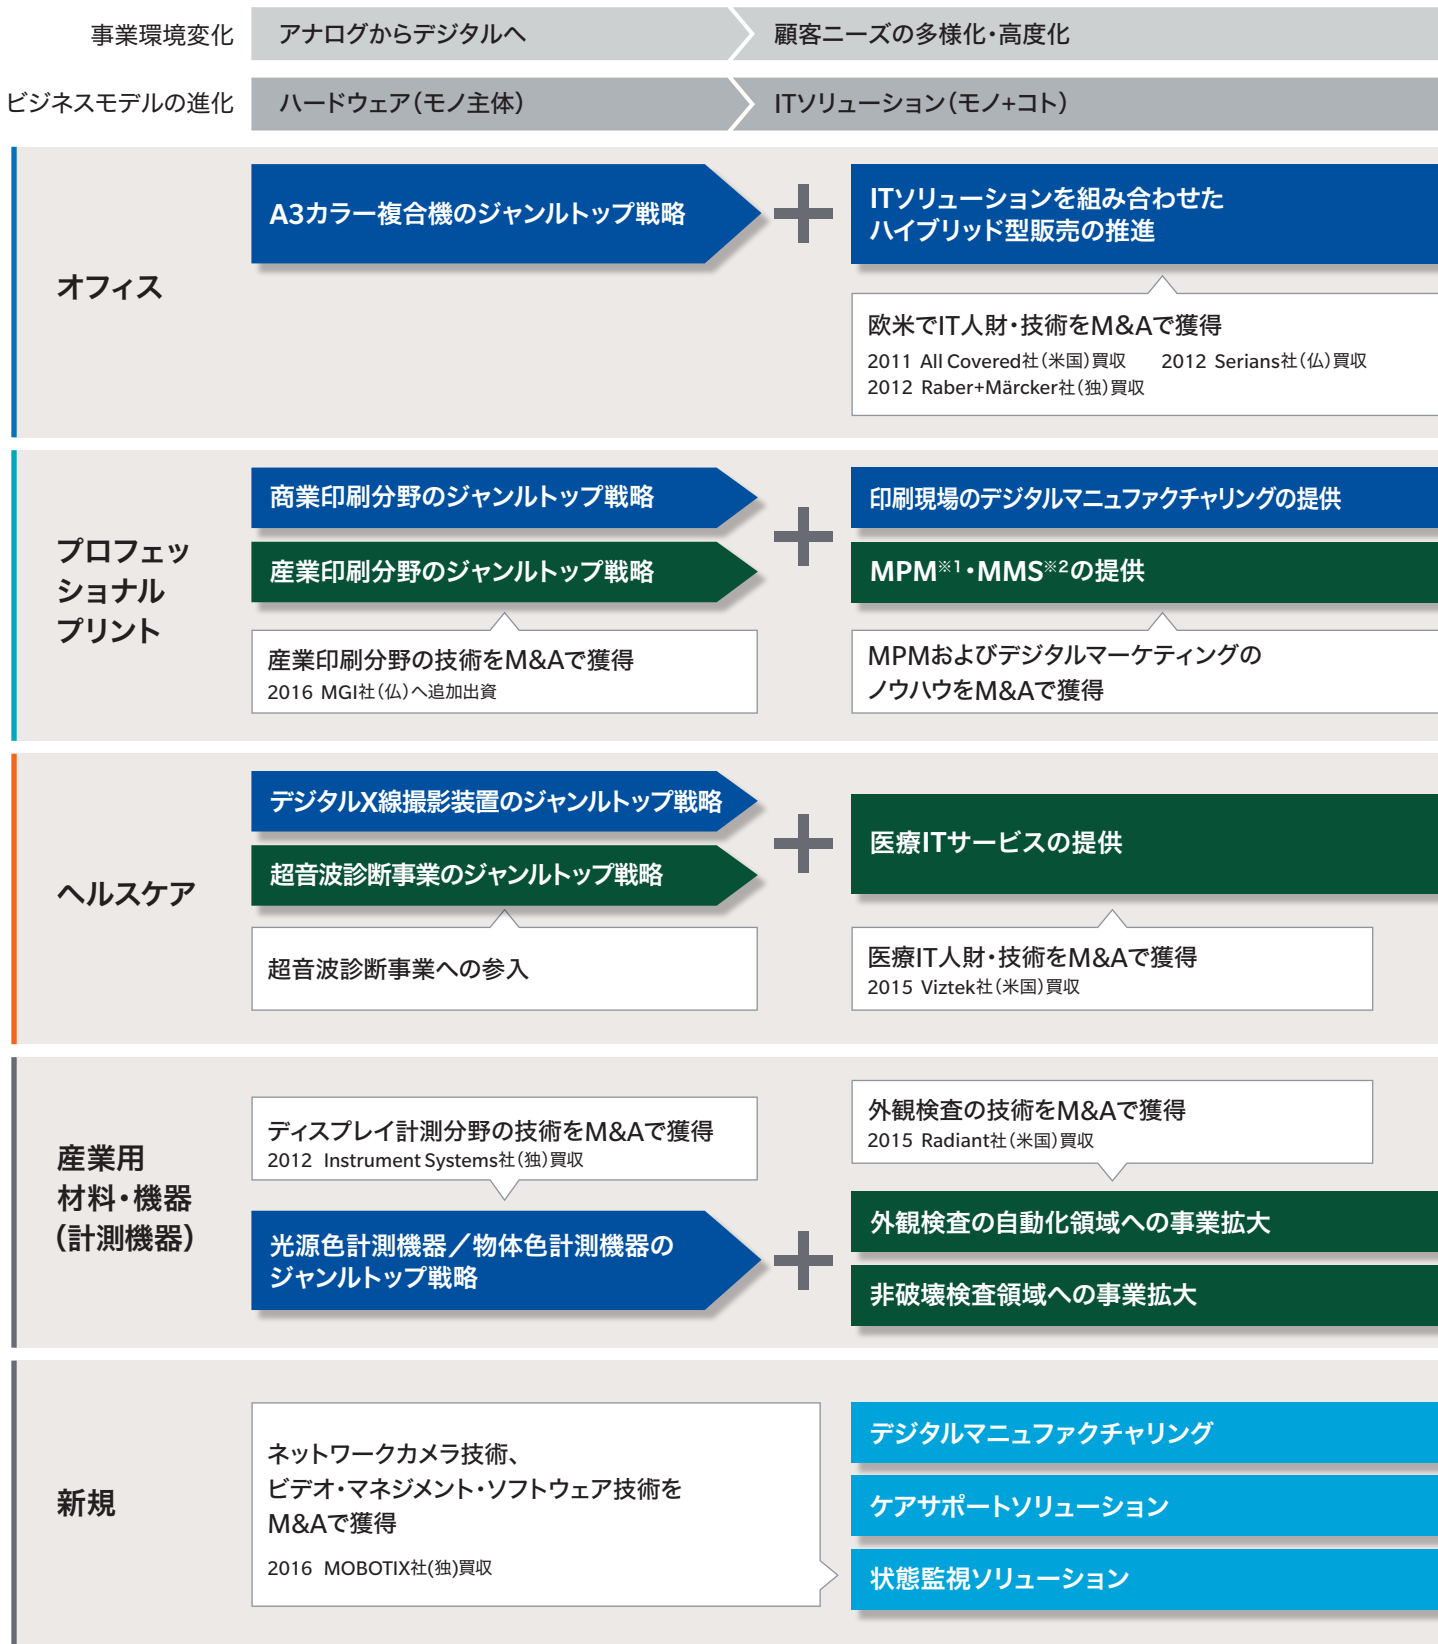 事業環境変化
アナログからデジタルへ
顧客ニーズの多様化・高度化
ビジネスモデルの進化
ハードウェア（モノ主体）
ITソリューション（モノ+コト）
オフィス
A3カラー複合機のジャンルトップ戦略
ITソリューションを組み合わせた
ハイブリッド型販売の推進
欧米でIT人財・技術をM&Aで獲得
2011 All Covered社（米国）買収 2012 Serians社（仏）買収
2012 Raber+Märcker社（独）買収
プロフェッ
ショナル
プリント
商業印刷分野のジャンルトップ戦略
産業印刷分野のジャンルトップ戦略
産業印刷分野の技術をM&Aで獲得
2016 MGI社（仏）へ追加出資
印刷現場のデジタルマニュファクチャリングの提供
MPM※1・MMS※2の提供
MPMおよびデジタルマーケティングの
ノウハウをM&Aで獲得
ヘルスケア
デジタルX線撮影装置のジャンルトップ戦略
超音波診断事業のジャンルトップ戦略
超音波診断事業への参入
医療ITサービスの提供
医療IT人財・技術をM&Aで獲得
2015 Viztek社（米国）買収
産業用
材料・機器
（計測機器）
ディスプレイ計測分野の技術をM&Aで獲得
2012 Instrument Systems社（独）買収
光源色計測機器／物体色計測機器の
ジャンルトップ戦略
外観検査の技術をM&Aで獲得
2015 Radiant社（米国）買収
外観検査の自動化領域への事業拡大
非破壊検査領域への事業拡大
新規
ネットワークカメラ技術、
ビデオ・マネジメント・ソフトウェア技術を
M&Aで獲得
2016 MOBOTIX社(独)買収
デジタルマニュファクチャリング
ケアサポートソリューション
状態監視ソリューション